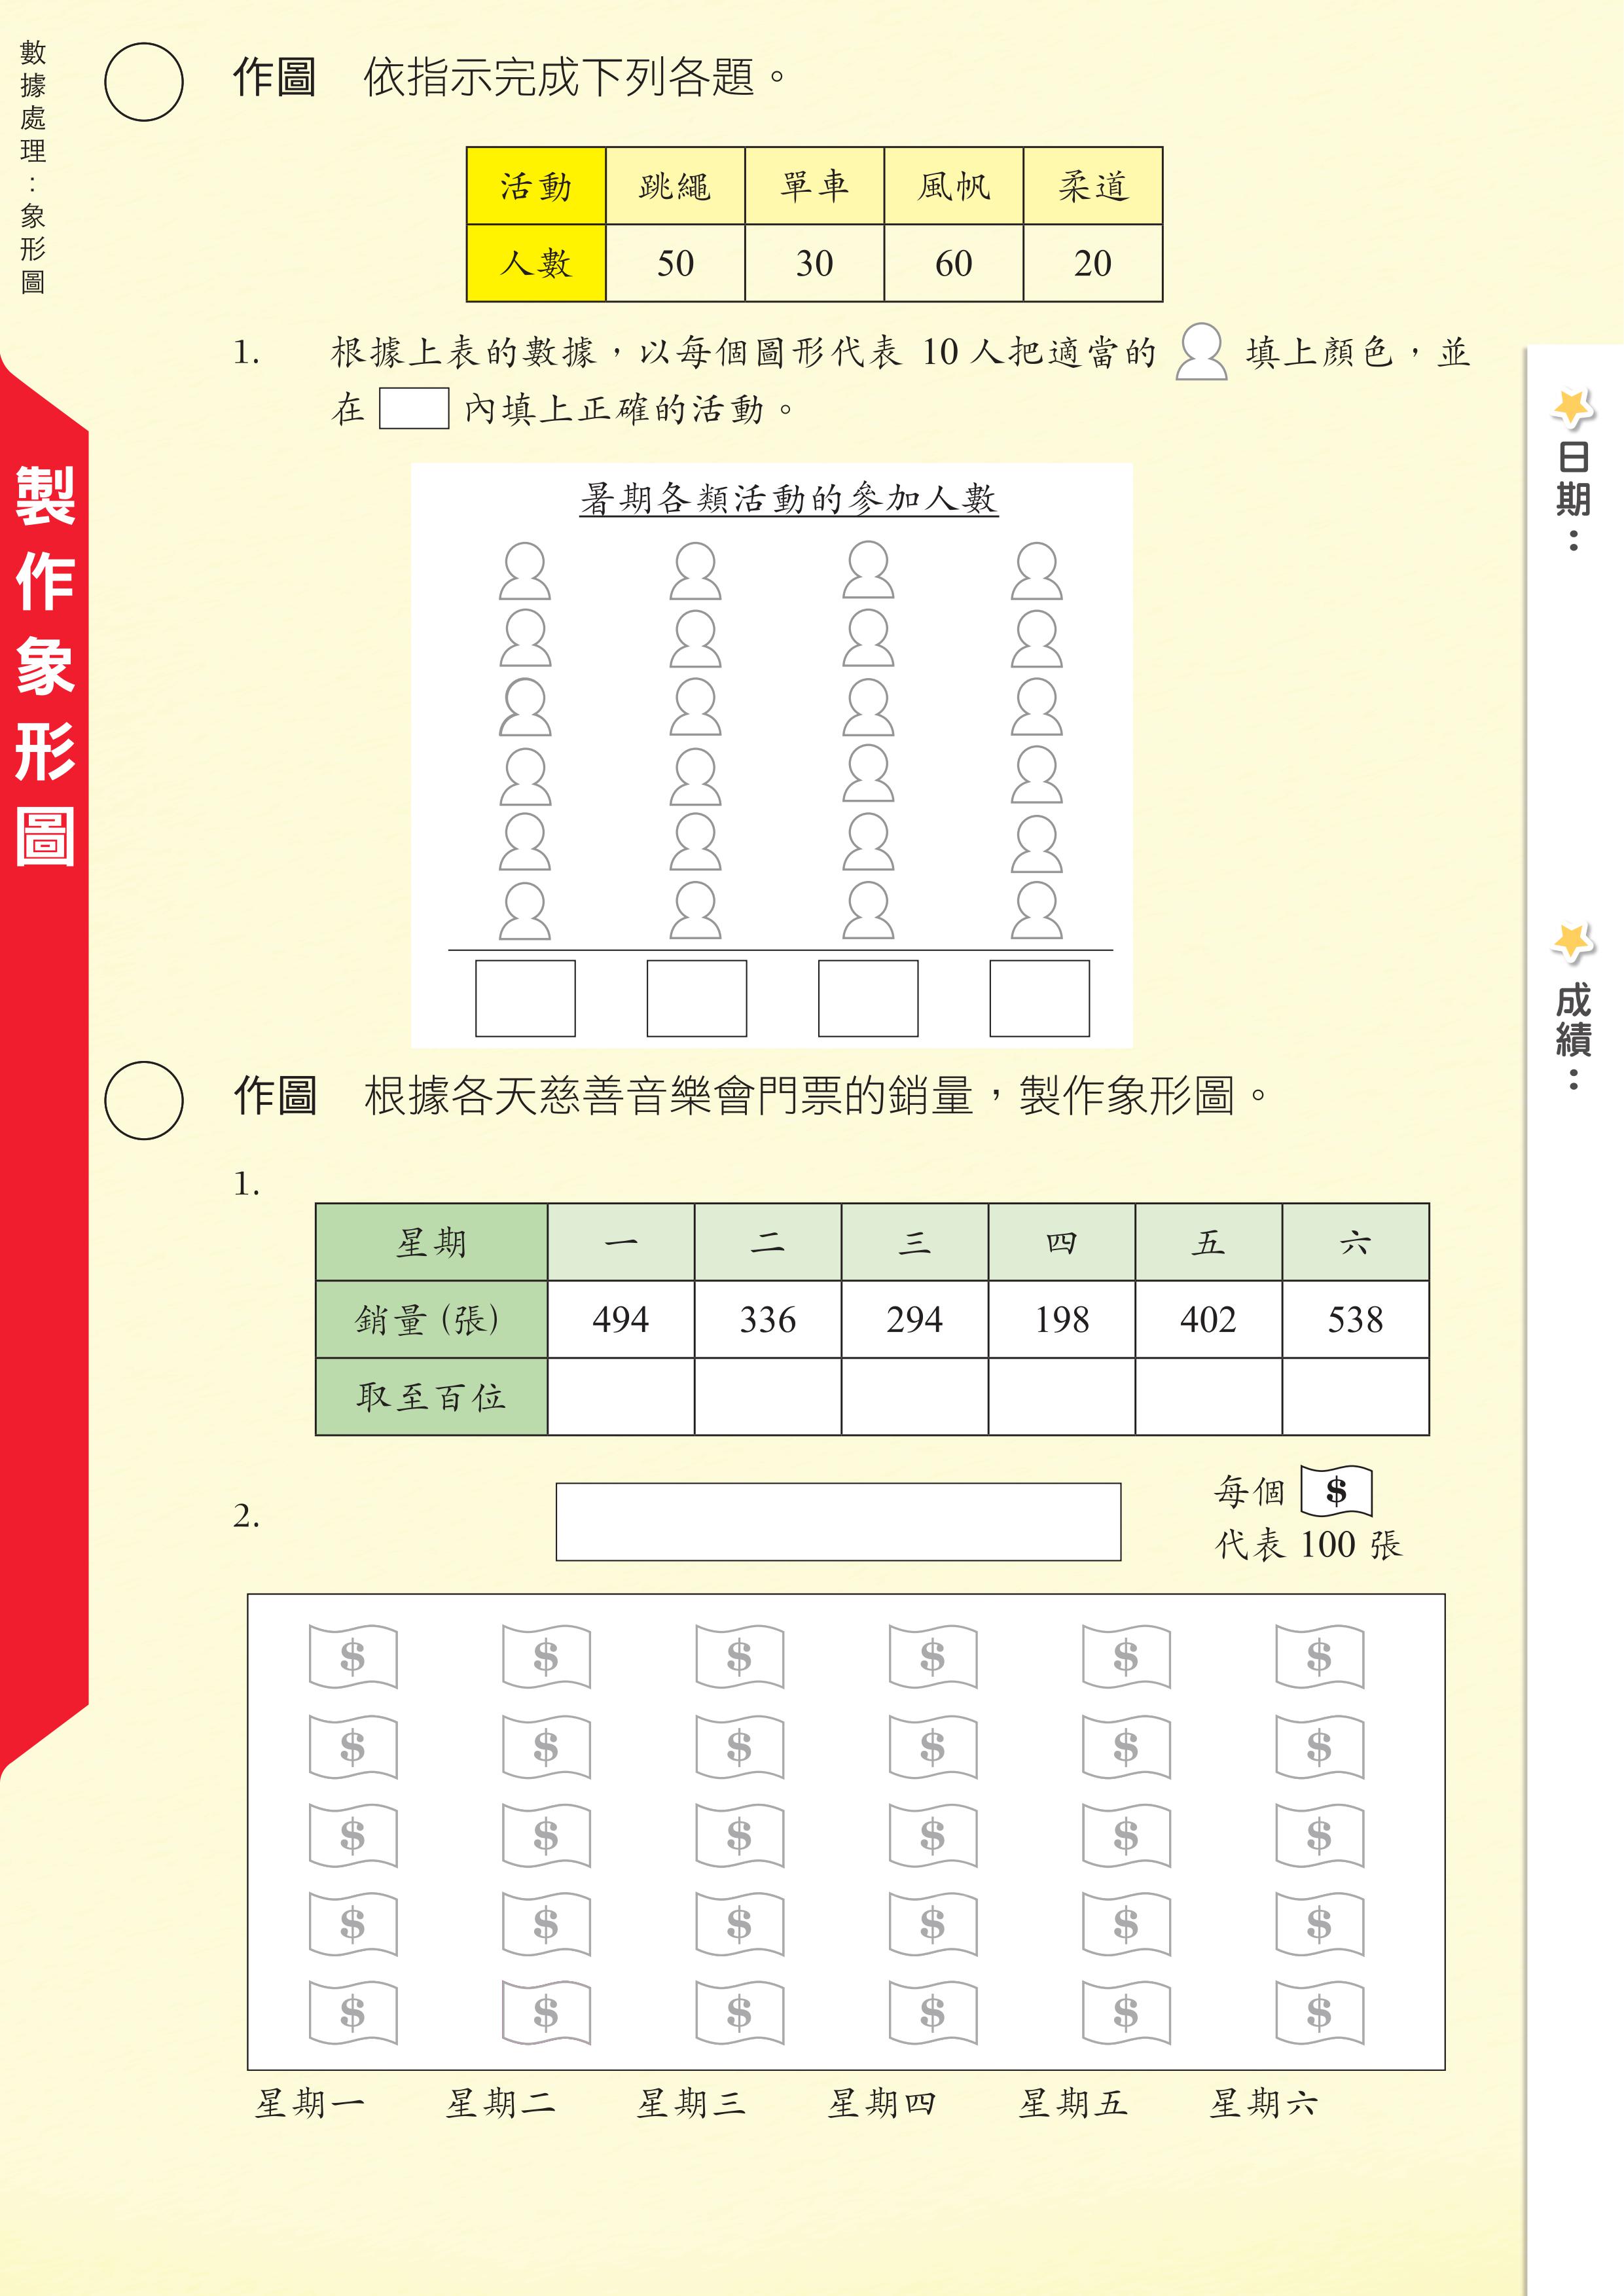 數據處理：象形圖
製作象形圖
作圖 依指示完成下列各題。
活動 跳繩 單車 風帆 柔道
人數 50 30 60 20
1. 根據上表的數據，以每個圖形代表 10 人把適當的 填上顏色，並
在 內填上正確的活動。
暑期各類活動的參加人數
作圖 根據各天慈善音樂會門票的銷量，製作象形圖。
1.
星期 一 二 三 四 五 六
銷量 (張) 494 336 294 198 402 538
取至百位
2.
每個 $
代表 100 張
$ $ $ $ $ $
$ $ $ $ $ $
$ $ $ $ $ $
$ $ $ $ $ $
$ $ $ $ $ $
星期一 星期二 星期三 星期四 星期五 星期六
日期：
成績：